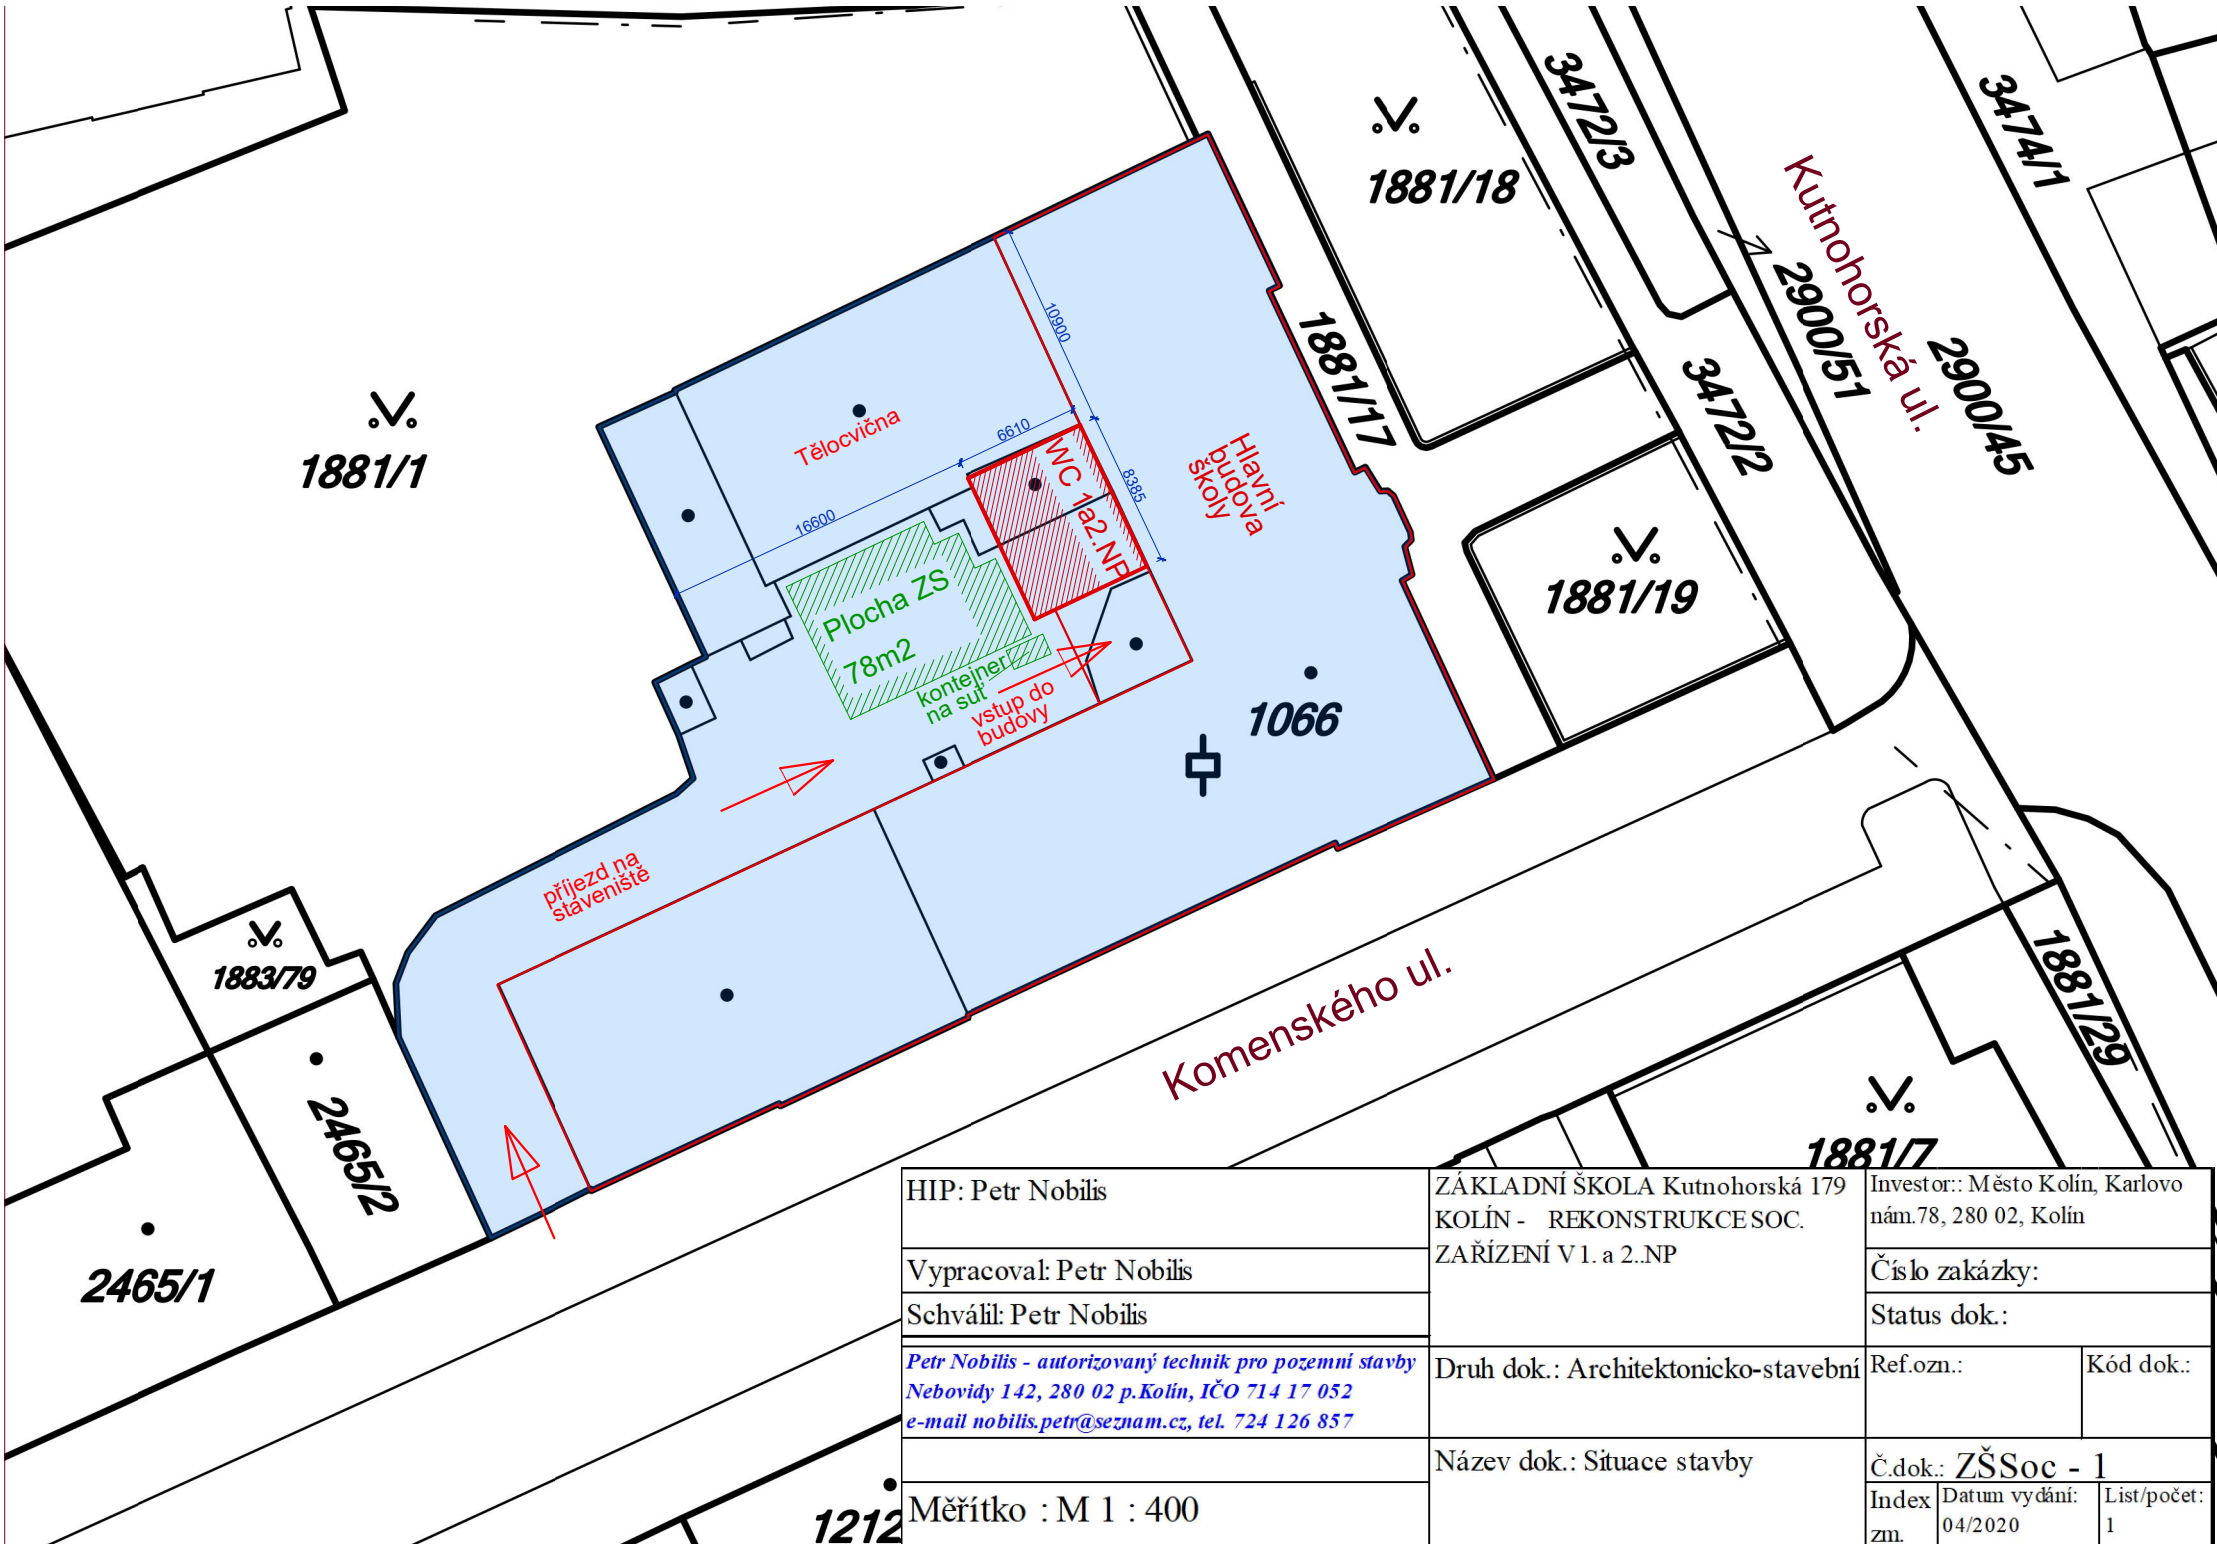 3472/3
3474/1
1881/18
Kutnohorská ul.
2900/51
2900/45
1881/17
3472/2
10900
1881/1
Tělocvična
6610
8385
16600
WC 1a2.NP
Hlavní
budova
školy
1881/19
Plocha ZS
78m2
kontejner
na suť
vstup do
budovy
1066
příjezd na
staveniště
1883/79
Komenského ul.
1881/29
2465/2
2465/1
1881/7
1212
HIP: Petr Nobilis
Vypracoval: Petr Nobilis
Schválil: Petr Nobilis
Petr Nobilis - autorizovaný technik pro pozemní stavby
Nebovidy 142, 280 02 p.Kolín, IČO 714 17 052
e-mail nobilis.petr@seznam.cz, tel. 724 126 857
Měřítko : M 1 : 400
ZÁKLADNÍ ŠKOLA Kutnohorská 179
KOLÍN - REKONSTRUKCE SOC.
ZAŘÍZENÍ V 1. a 2..NP
Druh dok.: Architektonicko-stavební
Název dok.: Situace stavby
Investor:: Město Kolín, Karlovo
nám.78, 280 02, Kolín
Číslo zakázky:
Status dok.:
Ref.ozn.:
Kód dok.:
Č.dok.: ZŠSoc - 1
Index
zm.
Datum vydání:
04/2020
List/počet:
1